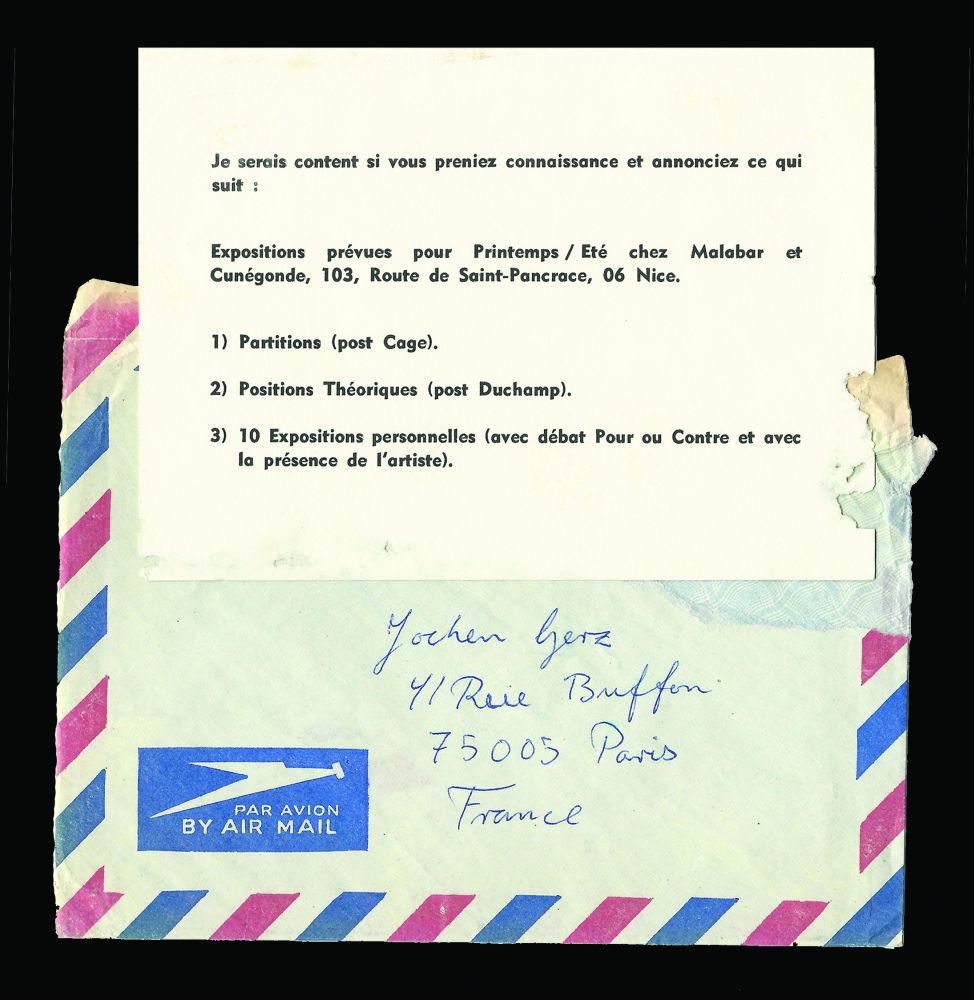 Je serais content si vous preniez connaissance et annonciez ce qui
suit :
Expositions prévues pour Printemps / Eté chez Malabar et
Cunégonde, 103, Route de Saint-Pancrace, 06 Nice.
1) Partitions (post Cage).
2) Positions Théoriques (post Duchamp).
3) 10 Expositions personnelles (avec débat Pour ou Contre et avec
la présence de l'artiste).
Jochen Gerz
41 Rue Buffon
75005 Paris
France
PAR AVION
BY AIR MAIL